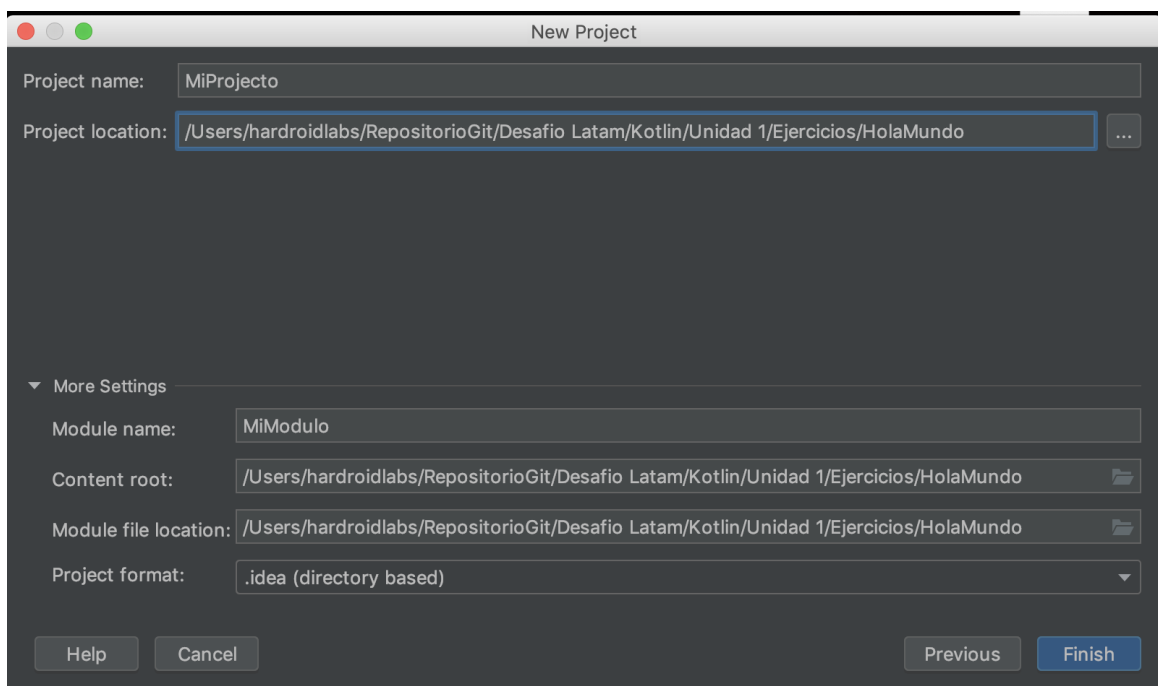 New Project
Project name: MiProjecto
Project location: /Users/hardroidlabs/RepositorioGit/Desafio Latam/Kotlin/Unidad 1/Ejercicios/HolaMundo ...
More Settings
Module name: MiModulo
Content root: /Users/hardroidlabs/RepositorioGit/Desafio Latam/Kotlin/Unidad 1/Ejercicios/HolaMundo
Module file location: /Users/hardroidlabs/RepositorioGit/Desafio Latam/Kotlin/Unidad 1/Ejercicios/HolaMundo
Project format: .idea (directory based)
Help Cancel Previous Finish